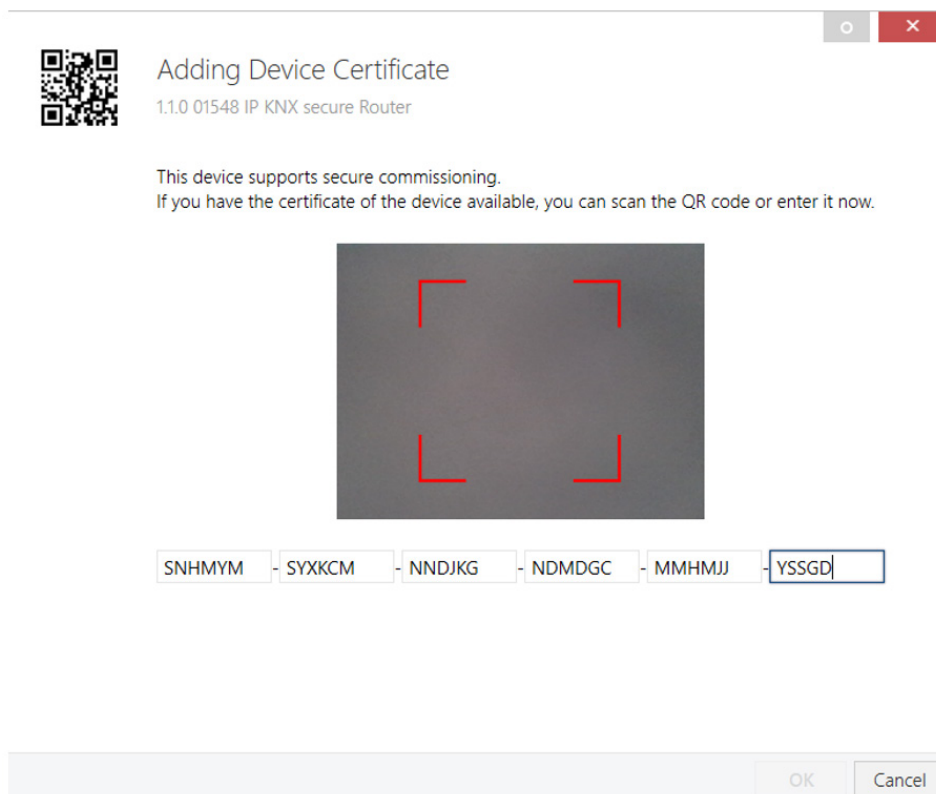 Adding Device Certificate
1.1.0 01548 IP KNX secure Router
This device supports secure commissioning.
If you have the certificate of the device available, you can scan the QR code or enter it now.
SNHMYM - SYXKCM - NNDJKG - NDMDGC - MMHMJJ - YSSGD
OK Cancel